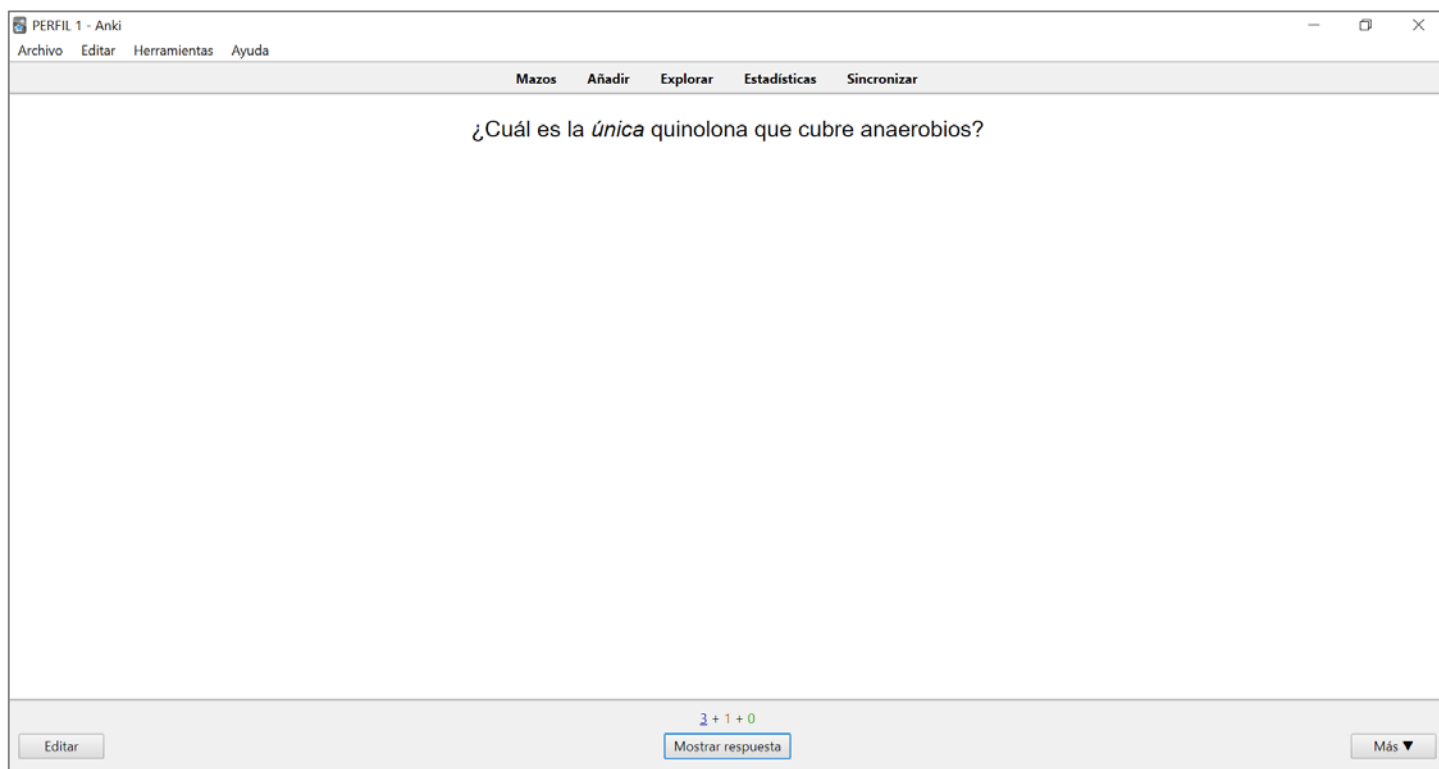 PERFIL 1 - Anki
Archivo Editar Herramientas Ayuda
Mazos Añadir Explorar Estadísticas Sincronizar
¿Cuál es la única quinolona que cubre anaerobios?
3 + 1 + 0
Editar Mostrar respuesta Más ▼